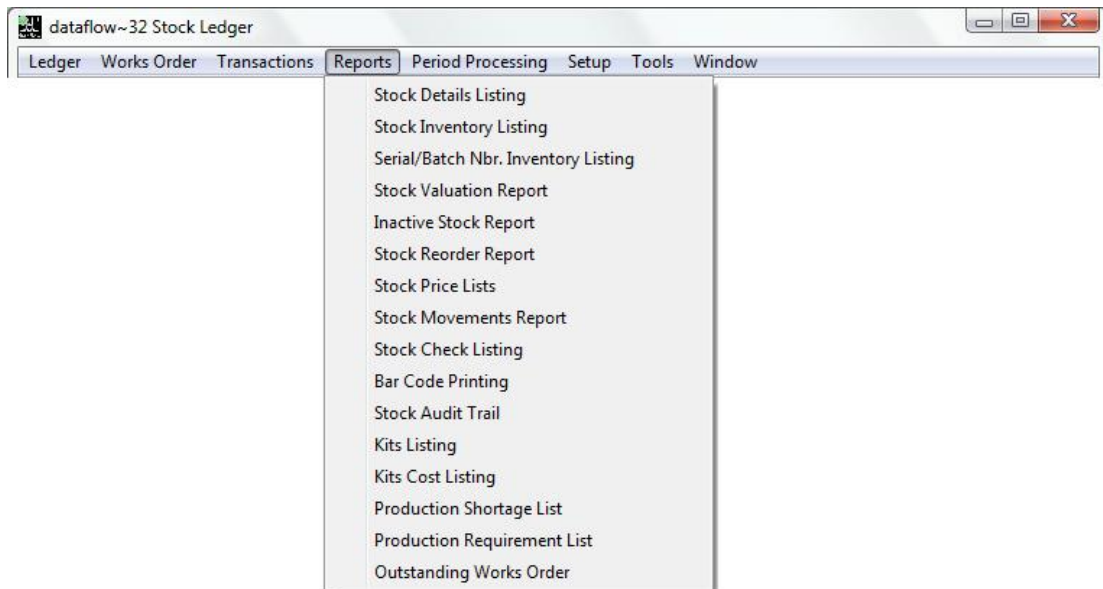 dataflow~32 Stock Ledger
Ledger Works Order Transactions Reports Period Processing Setup Tools Window
Stock Details Listing
Stock Inventory Listing
Serial/Batch Nbr. Inventory Listing
Stock Valuation Report
Inactive Stock Report
Stock Reorder Report
Stock Price Lists
Stock Movements Report
Stock Check Listing
Bar Code Printing
Stock Audit Trail
Kits Listing
Kits Cost Listing
Production Shortage List
Production Requirement List
Outstanding Works Order